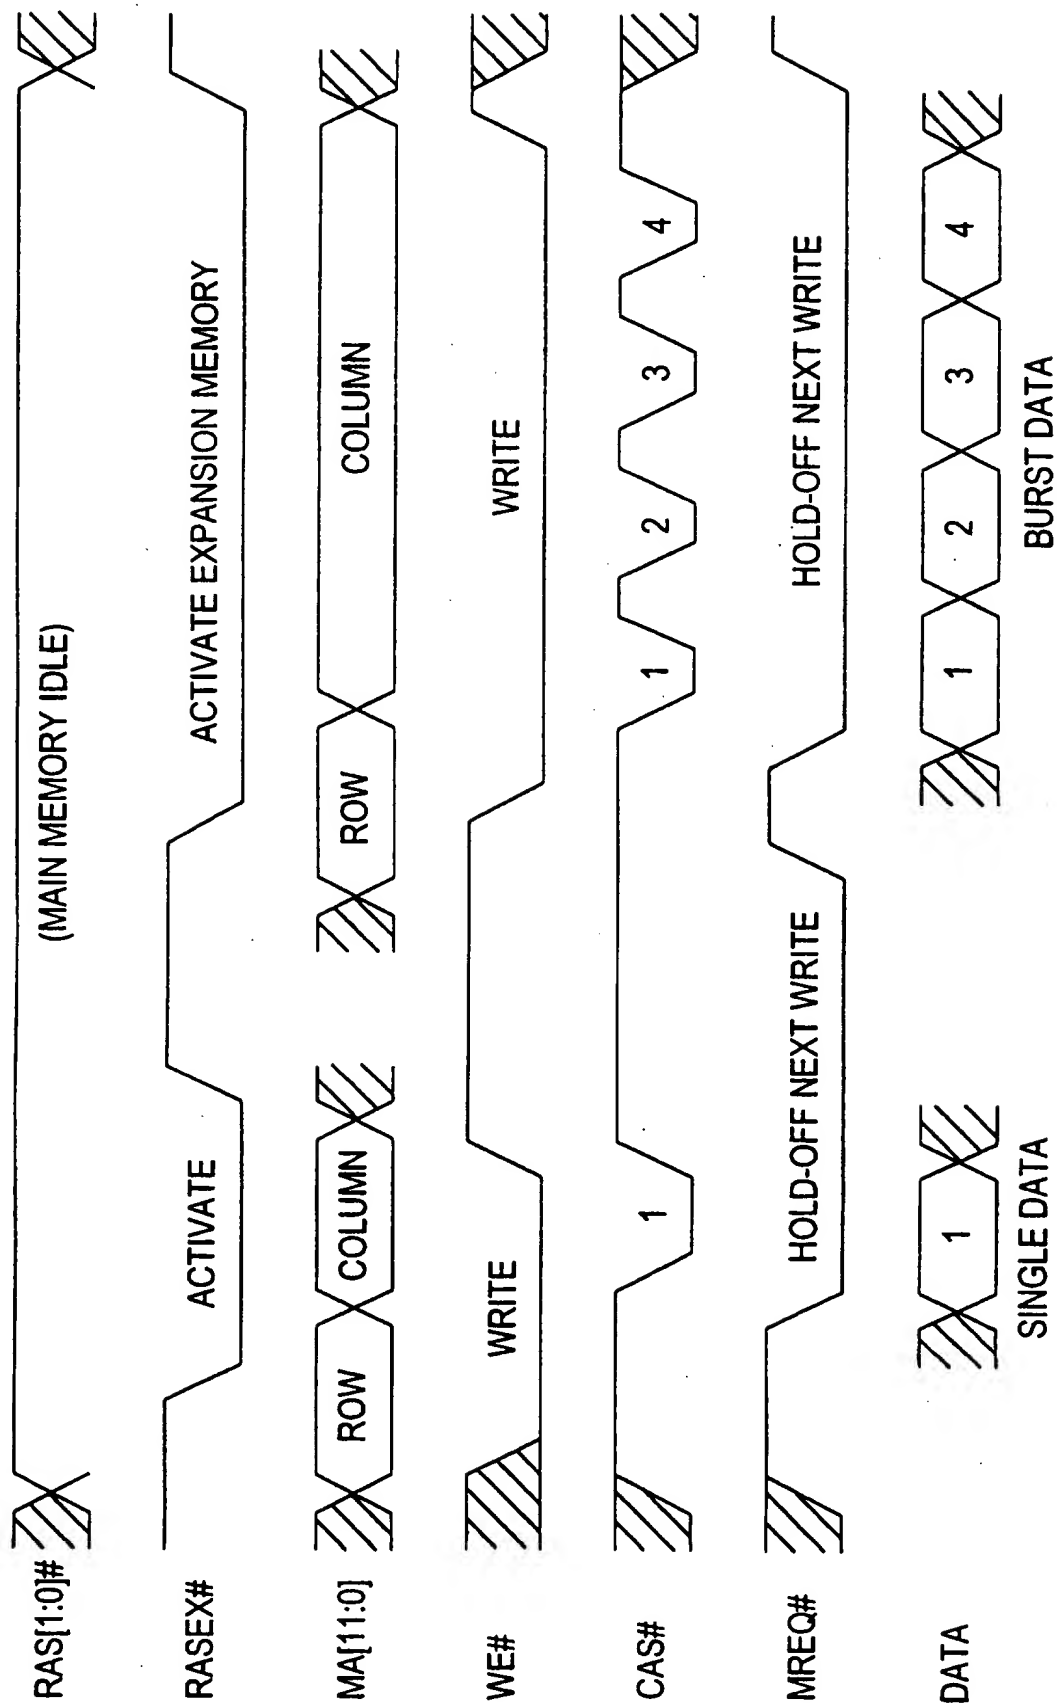 RAS[1:0]# (MAIN MEMORY IDLE)
RASEX# ACTIVATE ACTIVATE EXPANSION MEMORY
MA[11:0] ROW COLUMN ROW COLUMN
WE# WRITE WRITE
CAS# 1 1 2 3 4
MREQ# HOLD-OFF NEXT WRITE HOLD-OFF NEXT WRITE
DATA 1 1 2 3 4
SINGLE DATA BURST DATA